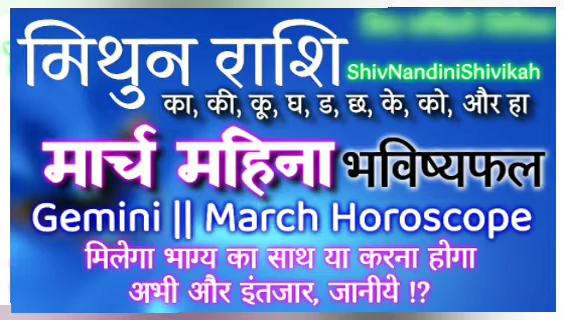 मिथुन राशि
ShivNandiniShivikah
का, की, कू, घ, ड, छ, के, को, और हा
मार्च महिना भविष्यफल
Gemini || March Horoscope
मिलेगा भाग्य का साथ या करना होगा
अभी और इंतजार, जानीये !?